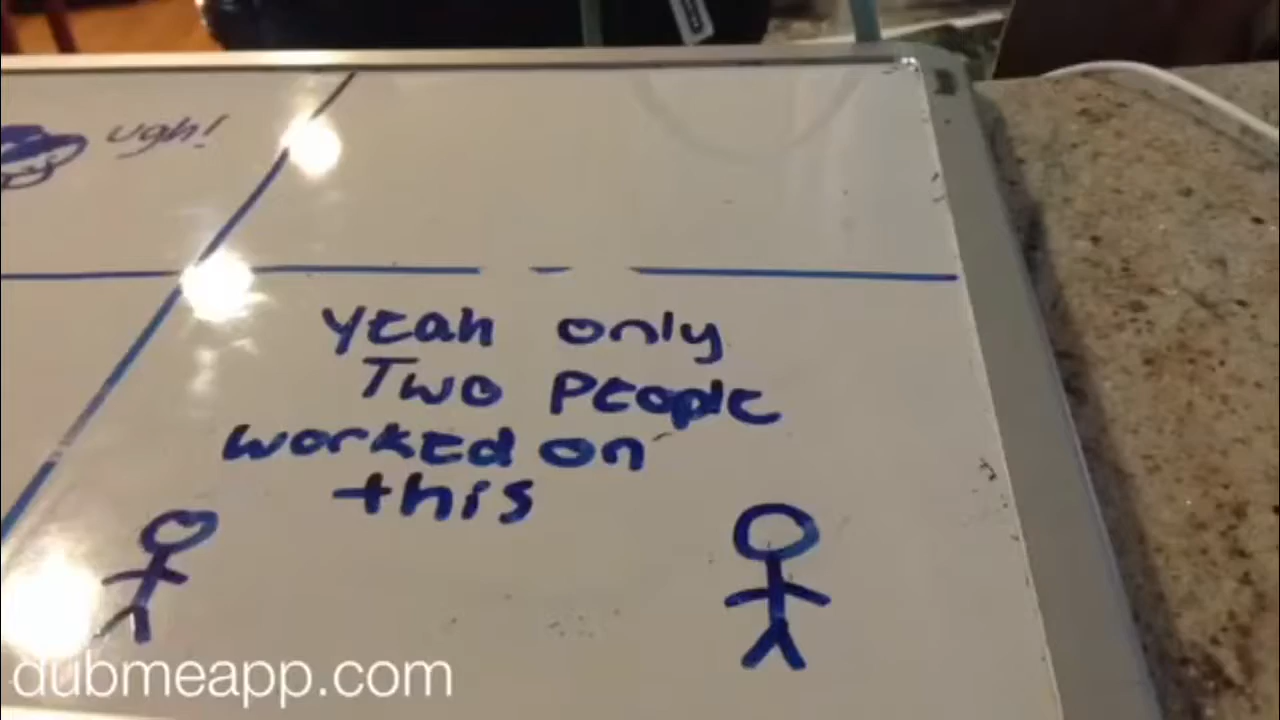 ugh!
Yeah only
Two People
worked on
this
dubmeapp.com